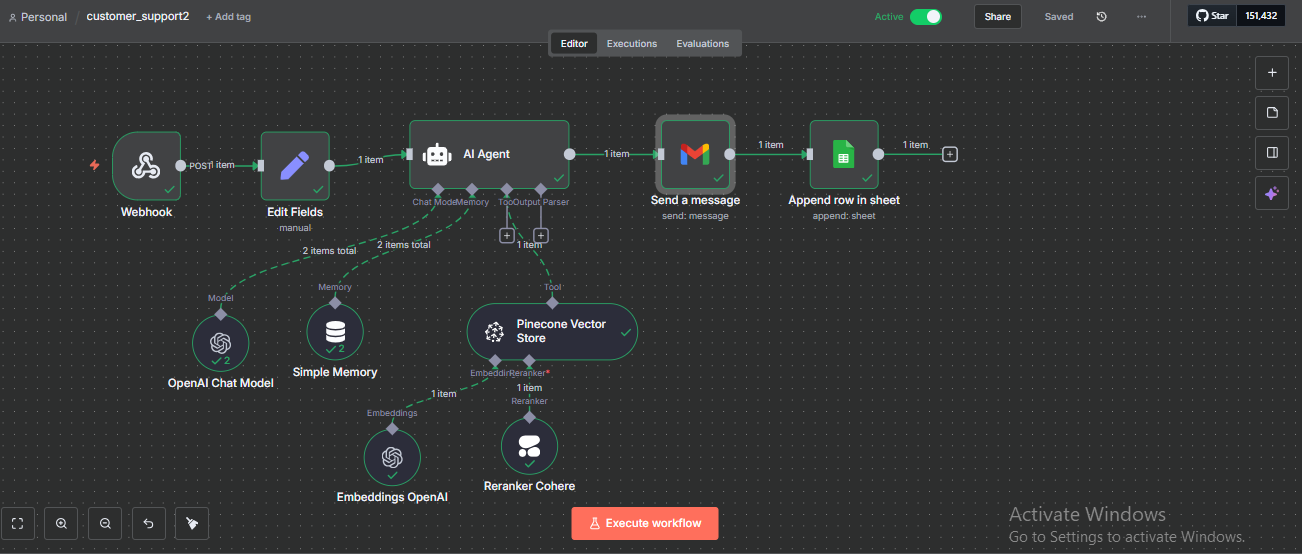 Personal / customer_support2 + Add tag
Active Share Saved ... Star 151,432
Editor Executions Evaluations
POST 1 item
1 item
1 item
1 item
1 item
AI Agent
Webhook
Edit Fields
manual
Send a message
send: message
Append row in sheet
append: sheet
Chat Mode Memory Too Output Parser
2 items total
2 items total
1 item
Model
Memory
Tool
Pinecone Vector
Store
2
2
OpenAI Chat Model
Simple Memory
Embeddin Reranker*
1 item
1 item
Embeddings
Reranker
Embeddings OpenAI
Reranker Cohere
Execute workflow
Activate Windows
Go to Settings to activate Windows.